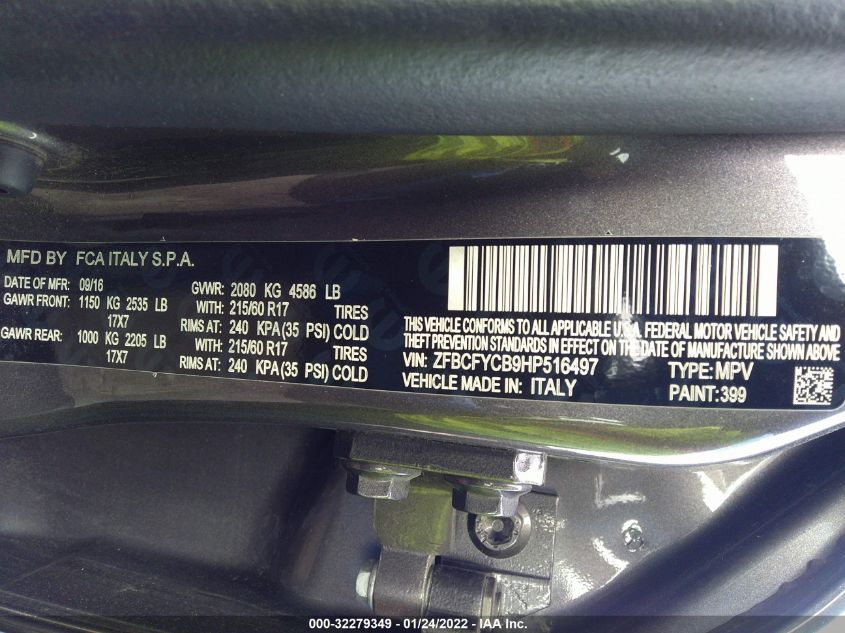 MFD BY FCA ITALY S.P.A.
DATE OF MFR: 09/16 GVWR: 2080 KG 4586 LB
GAWR FRONT: 1150 KG 2535 LB WITH: 215/60 R17 TIRES
17X7 RIMS AT: 240 KPA(35 PSI) COLD
GAWR REAR: 1000 KG 2205 LB WITH: 215/60 R17 TIRES
17X7 RIMS AT: 240 KPA(35 PSI) COLD
THIS VEHICLE CONFORMS TO ALL APPLICABLE U.S.A. FEDERAL MOTOR VEHICLE SAFETY AND
THEFT PREVENTION STANDARDS IN EFFECT ON THE DATE OF MANUFACTURE SHOWN ABOVE.
VIN: ZFBCFYCB9HP516497 TYPE: MPV
VEHICLE MADE IN: ITALY PAINT:399
000-32279349 - 01/24/2022 - IAA Inc.